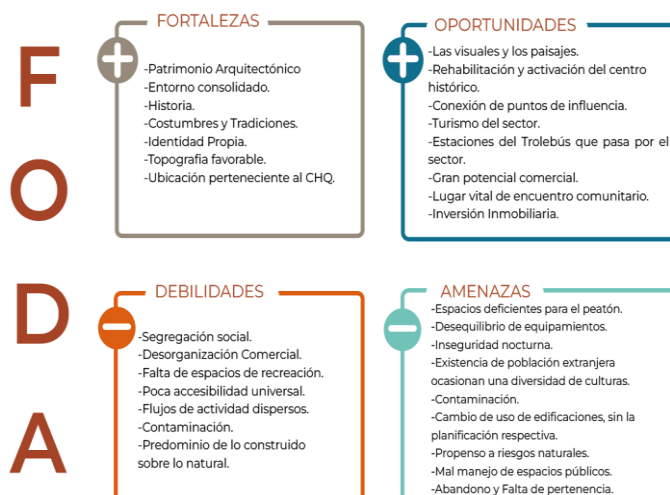 F
O
D
A
FORTALEZAS
-Patrimonio Arquitectónico
-Entorno consolidado.
-Historia.
-Costumbres y Tradiciones.
-Identidad Propia.
-Topografia favorable.
-Ubicación perteneciente al CHQ.
OPORTUNIDADES
-Las visuales y los paisajes.
-Rehabilitación y activación del centro
histórico.
-Conexión de puntos de influencia.
-Turismo del sector.
-Estaciones del Trolebús que pasa por el
sector.
-Gran potencial comercial.
-Lugar vital de encuentro comunitario.
-Inversión Inmobiliaria.
DEBILIDADES
-Segregación social.
-Desorganización Comercial.
-Falta de espacios de recreación.
-Poca accesibilidad universal.
-Flujos de actividad dispersos.
-Contaminación.
-Predominio de lo construido
sobre lo natural.
AMENAZAS
-Espacios deficientes para el peatón.
-Desequilibrio de equipamientos.
-Inseguridad nocturna.
-Existencia de población extranjera
ocasionan una diversidad de culturas.
-Contaminación.
-Cambio de uso de edificaciones, sin la
planificación respectiva.
-Propenso a riesgos naturales.
-Mal manejo de espacios públicos.
-Abandono y Falta de pertenencia.